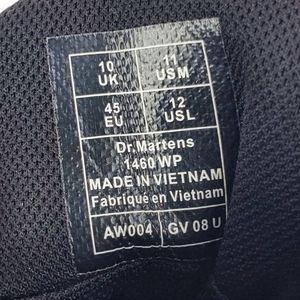 10 11
UK USM
45 12
EU USL
Dr.Martens
1460 WP
MADE IN VIETNAM
Fabriqué en Vietnam
AW004 GV 08 U